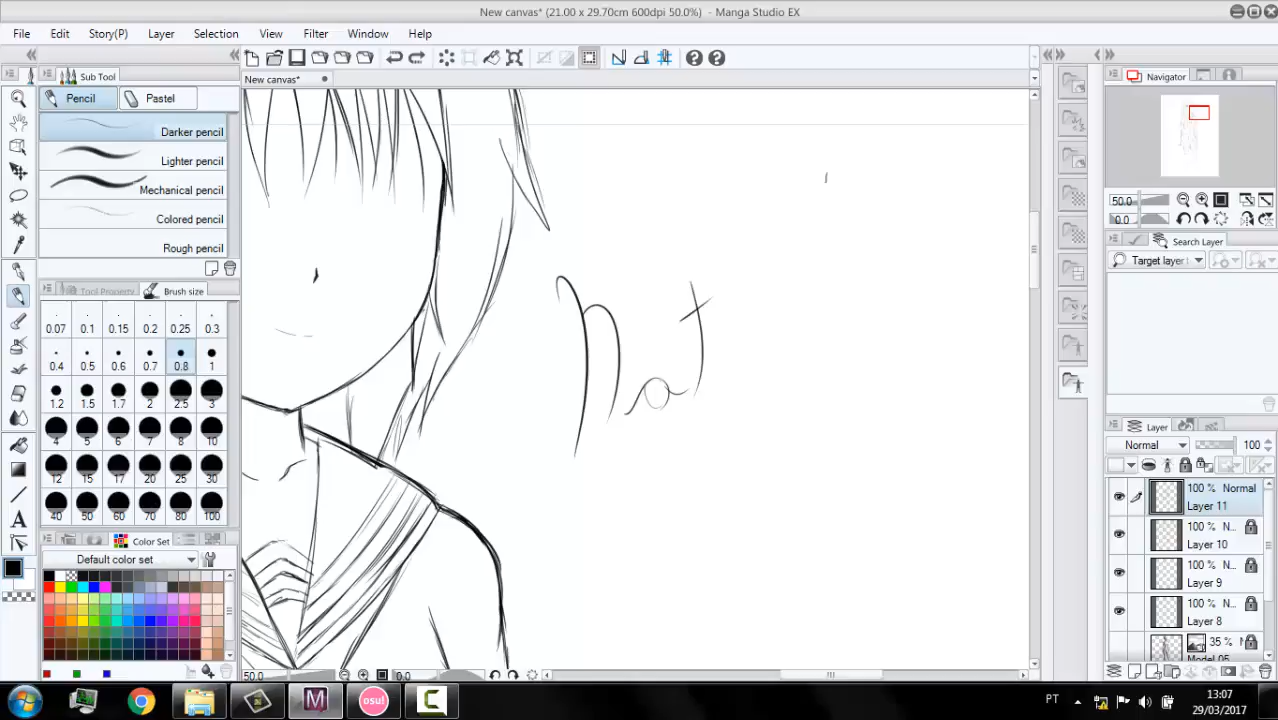 New canvas* (21.00 x 29.70cm 600dpi 50.0%) - Manga Studio EX
File Edit Story(P) Layer Selection View Filter Window Help
Sub Tool
New canvas*
Pencil Pastel
Darker pencil
Lighter pencil
Mechanical pencil
Colored pencil
Rough pencil
Tool Property Brush size
0.07 0.1 0.15 0.2 0.25 0.3
0.4 0.5 0.6 0.7 0.8 1
1.2 1.5 1.7 2 2.5 3
4 5 6 7 8 10
12 15 17 20 25 30
40 50 60 70 80 100
Color Set
Default color set
nat
50.0 0.0
Navigator
50.0
0.0
Search Layer
Target layer t
Layer
Normal 100
100 % Normal
Layer 11
100 % N...
Layer 10
100 % N...
Layer 9
100 % N...
Layer 8
35 %
Model 05
osu!
PT
13:07
29/03/2017